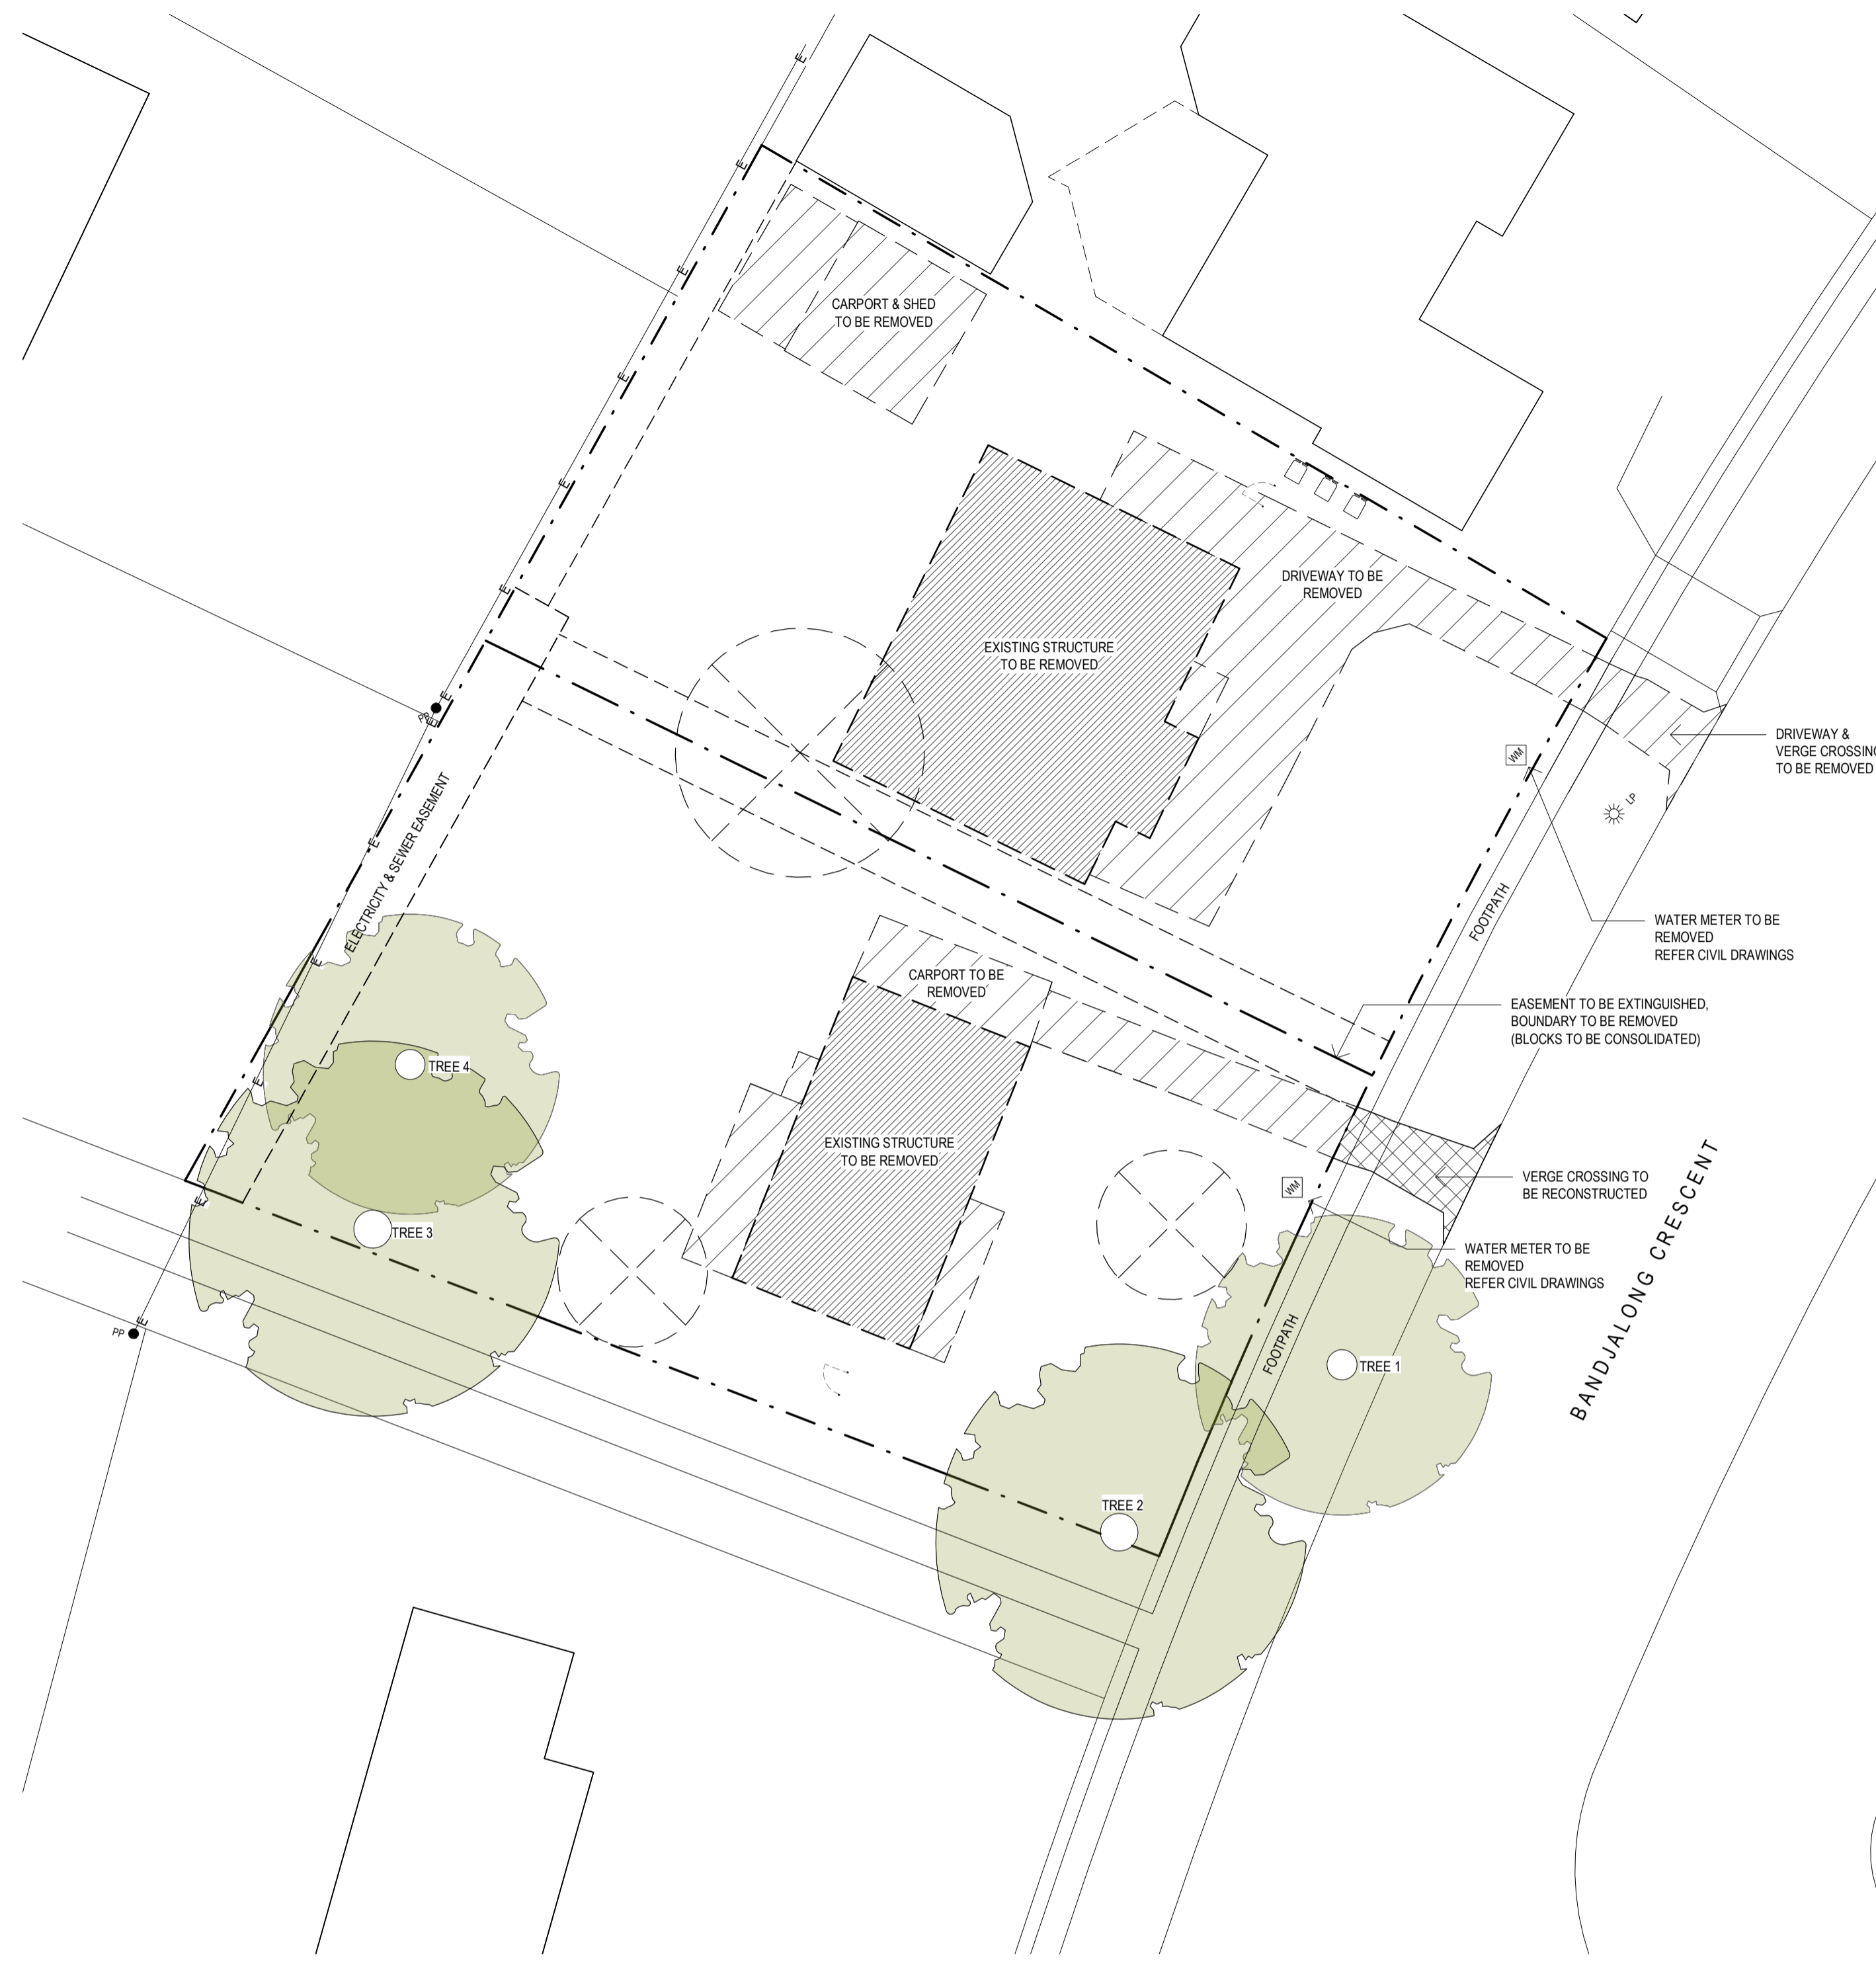 E
E
E
E
E
E
CARPORT & SHED
TO BE REMOVED
DRIVEWAY TO BE
REMOVED
EXISTING STRUCTURE
TO BE REMOVED
PP
E
E
E
ELECTRICITY & SEWER EASEMENT
WM
DRIVEWAY &
VERGE CROSSING
TO BE REMOVED
LP
FOOTPATH
WATER METER TO BE
REMOVED
REFER CIVIL DRAWINGS
E
CARPORT TO BE
REMOVED
EASEMENT TO BE EXTINGUISHED,
BOUNDARY TO BE REMOVED
(BLOCKS TO BE CONSOLIDATED)
TREE 4
E
EXISTING STRUCTURE
TO BE REMOVED
VERGE CROSSING TO
BE RECONSTRUCTED
WM
E
TREE 3
WATER METER TO BE
REMOVED
REFER CIVIL DRAWINGS
BANDJALONG CRESCENT
PP
E
FOOTPATH
TREE 1
TREE 2